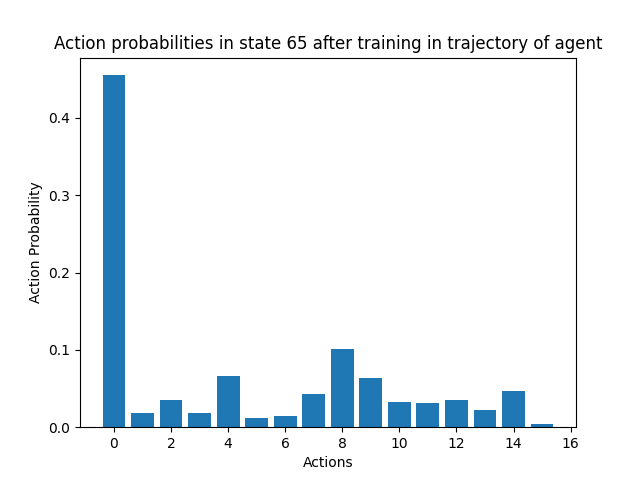 Action probabilities in state 65 after training in trajectory of agent
0.4
0.3
0.2
0.1
0.0
Action Probability
0 2 4 6 8 10 12 14 16
Actions